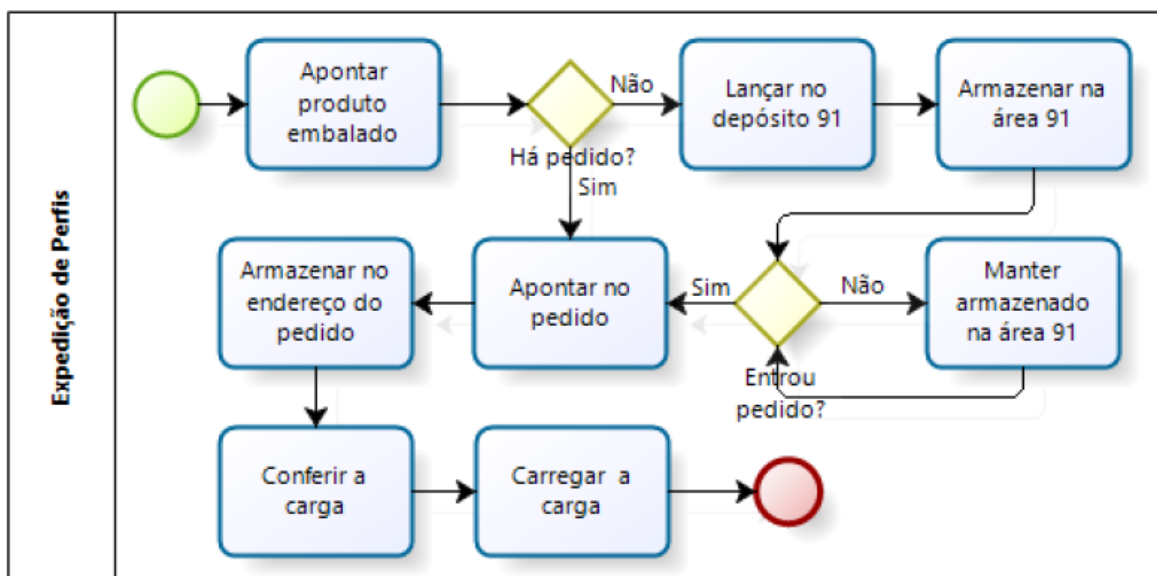 Expedição de Perfis
Apontar
produto
embalado
Há pedido?
Não
Sim
Lançar no
depósito 91
Armazenar na
área 91
Entrou
pedido?
Não
Sim
Manter
armazenado
na área 91
Apontar no
pedido
Armazenar no
endereço do
pedido
Conferir a
carga
Carregar  a
carga